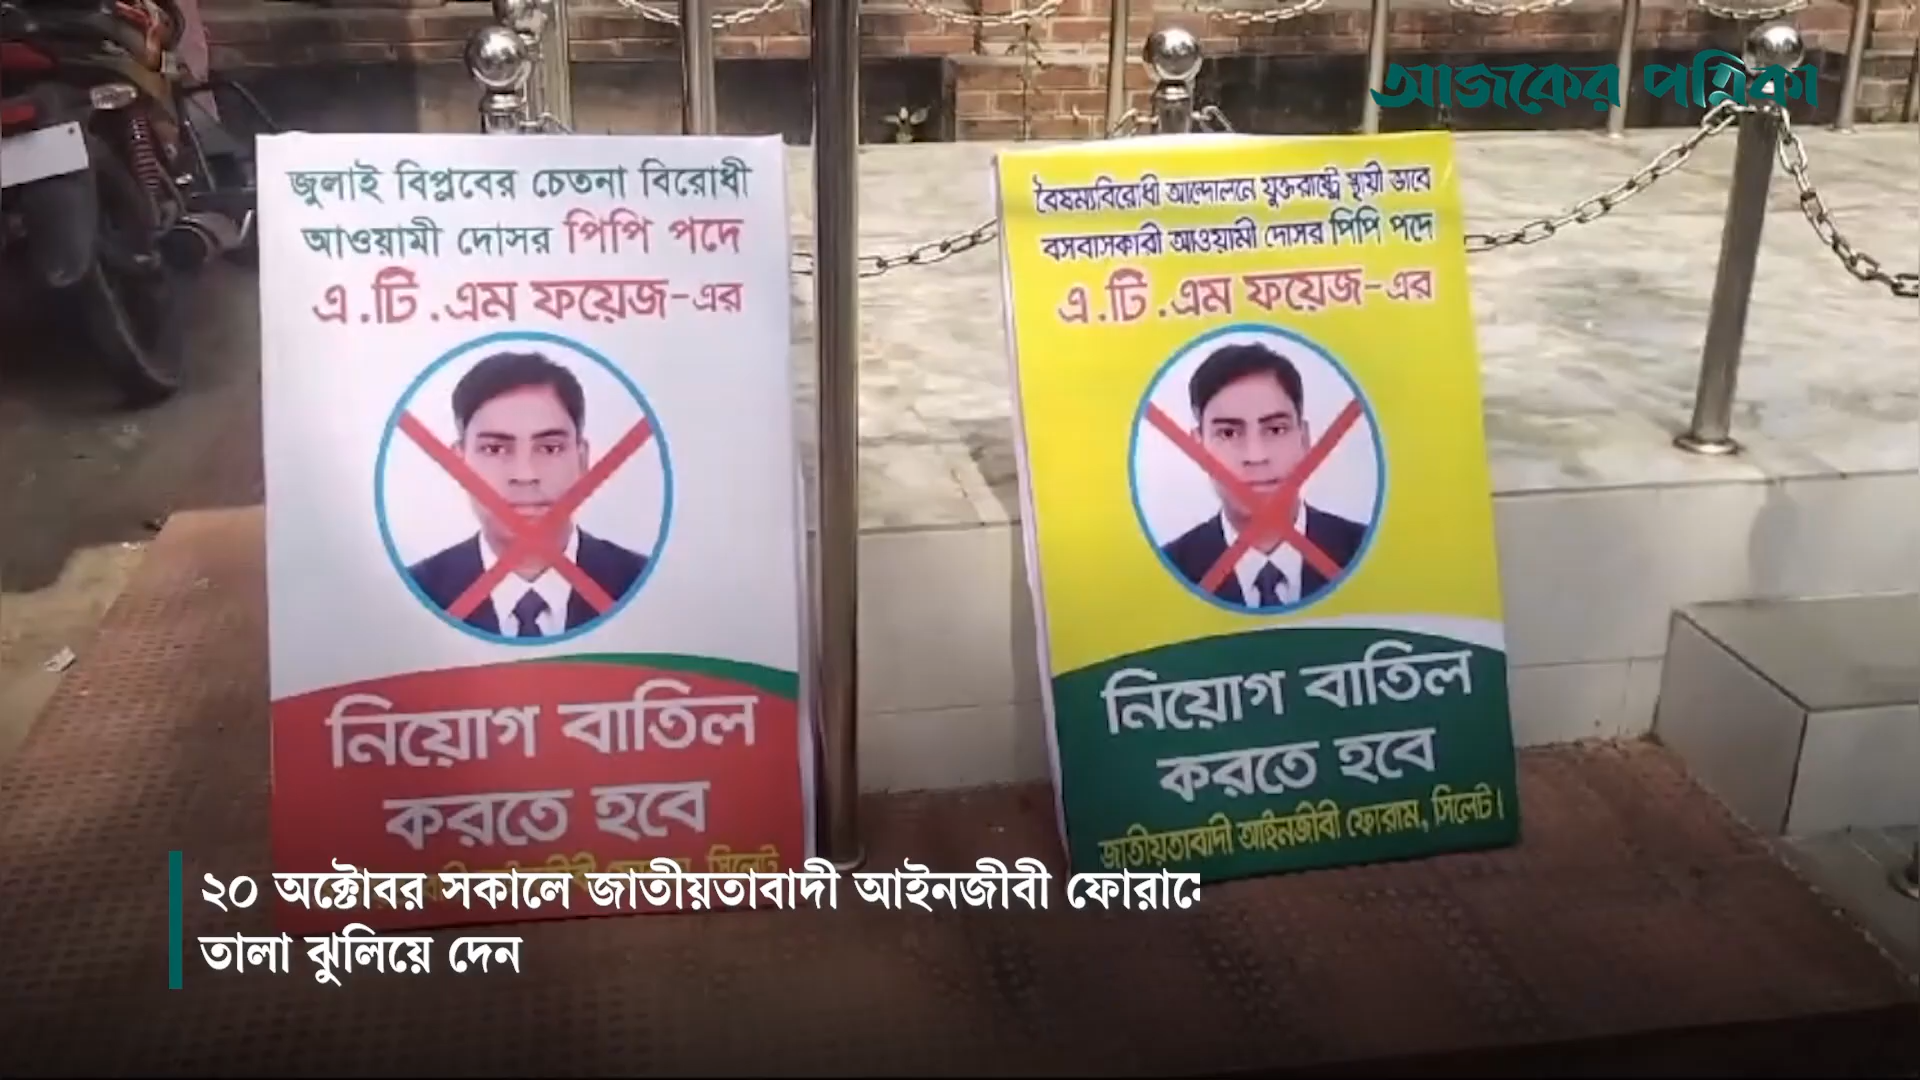 আজকের পত্রিকা
জুলাই বিপ্লবের চেতনা বিরোধী
আওয়ামী দোসর পিপি পদে
এ.টি.এম ফয়েজ-এর
নিয়োগ বাতিল
করতে হবে
ফোরাম, সিলেট
বৈষম্যবিরোধী আন্দোলনে যুক্তরাষ্ট্রে স্থায়ী ভাবে
বসবাসকারী আওয়ামী দোসর পিপি পদে
এ.টি.এম ফয়েজ-এর
নিয়োগ বাতিল
করতে হবে
জাতীয়তাবাদী আইনজীবী ফোরাম, সিলেট।
২০ অক্টোবর সকালে জাতীয়তাবাদী আইনজীবী
তালা ঝুলিয়ে দেন